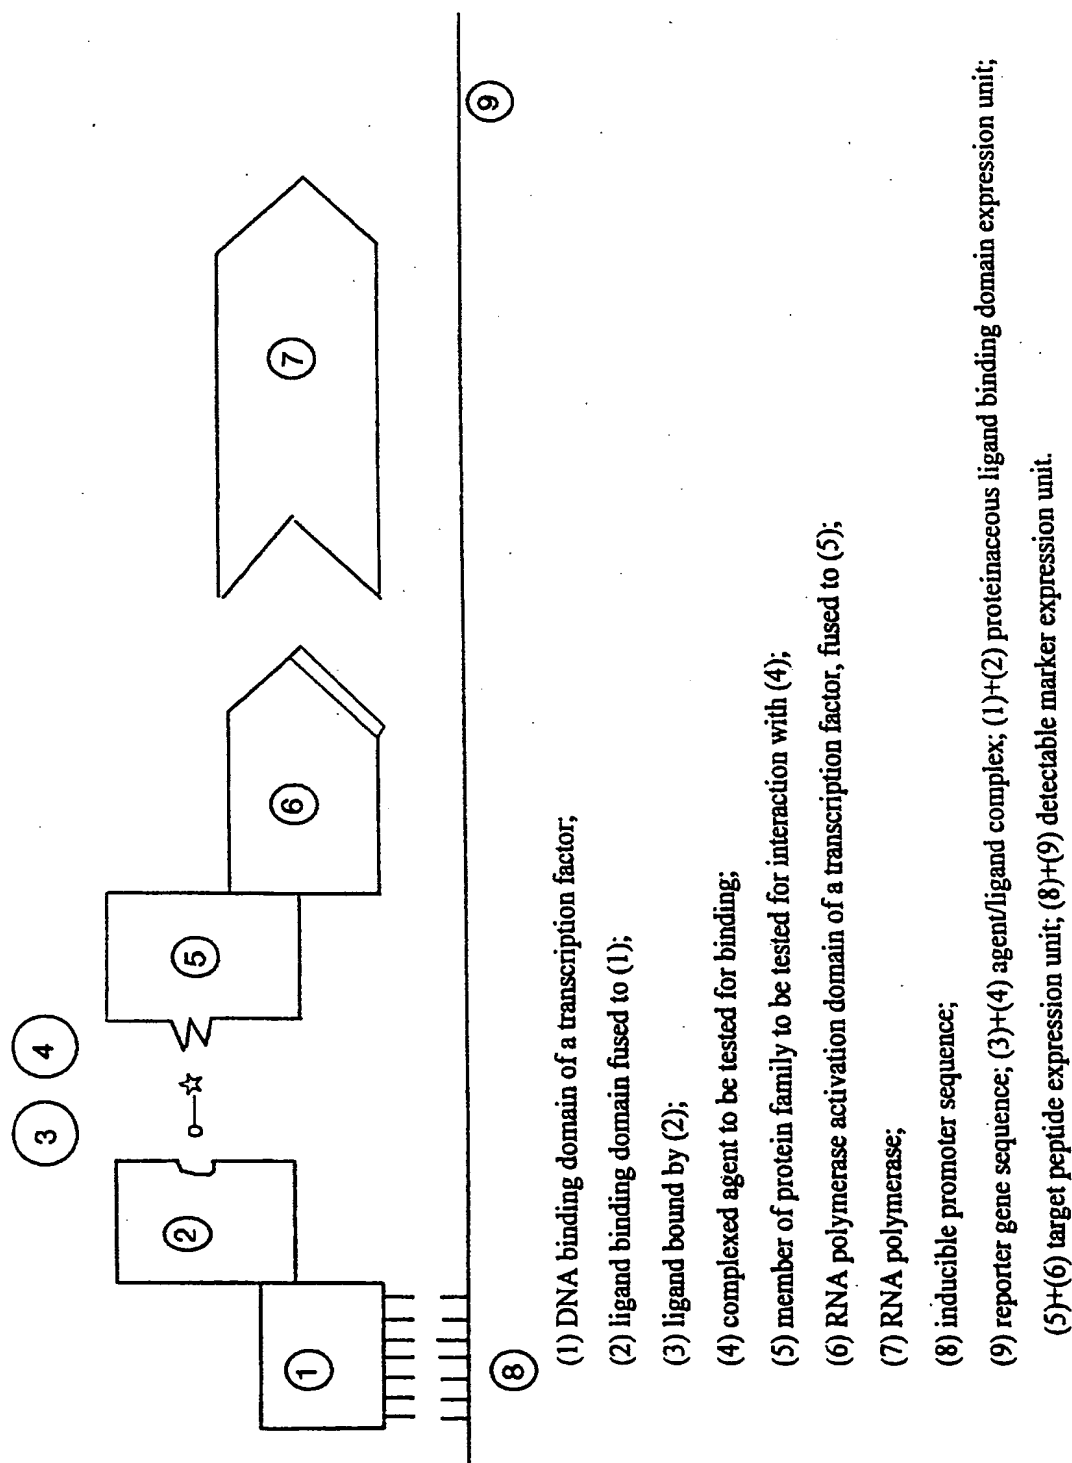 3
4
2
5
1
6
7
8
9
(1) DNA binding domain of a transcription factor;
(2) ligand binding domain fused to (1);
(3) ligand bound by (2);
(4) complexed agent to be tested for binding;
(5) member of protein family to be tested for interaction with (4);
(6) RNA polymerase activation domain of a transcription factor, fused to (5);
(7) RNA polymerase;
(8) inducible promotor sequence;
(9) reporter gene sequence; (3)+(4) agent/ligand complex; (1)+(2) proteinaceous ligand binding domain expression unit;
(5)+(6) target peptide expression unit; (8)+(9) detectable marker expression unit.